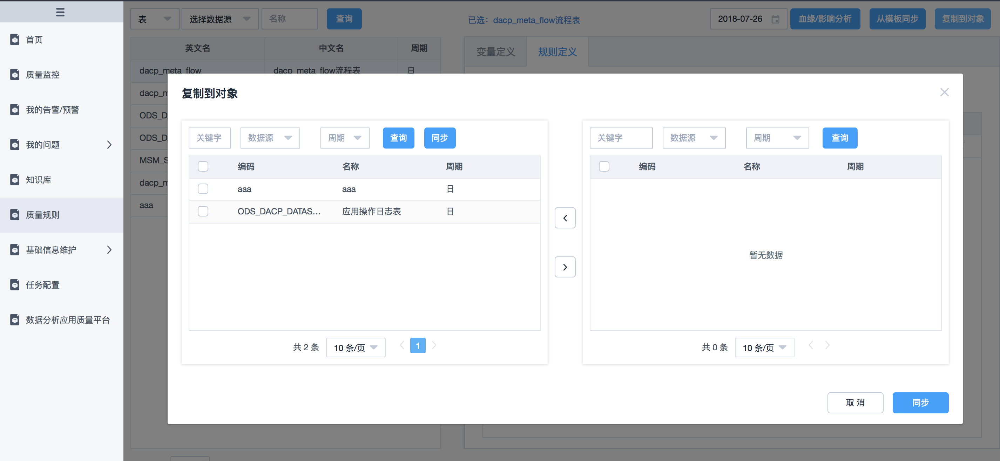 首页
质量监控
我的告警/预警
我的问题
知识库
质量规则
基础信息维护
任务配置
数据分析应用质量平台
表 选择数据源 名称 查询
已选：dacp_meta_flow流程表 2018-07-26 血缘/影响分析 从模板同步 复制到对象
英文名 中文名 周期
变量定义 规则定义
dacp_meta_flow dacp_meta_flow流程表 日
dacp_m
ODS_D
ODS_D
MSM_S
dacp_m
aaa
复制到对象
关键字 数据源 周期 查询 同步
编码 名称 周期
aaa aaa 日
ODS_DACP_DATAS... 应用操作日志表 日
共 2 条 10 条/页 1
关键字 数据源 周期 查询
编码 名称 周期
暂无数据
共 0 条 10 条/页
取 消 同步